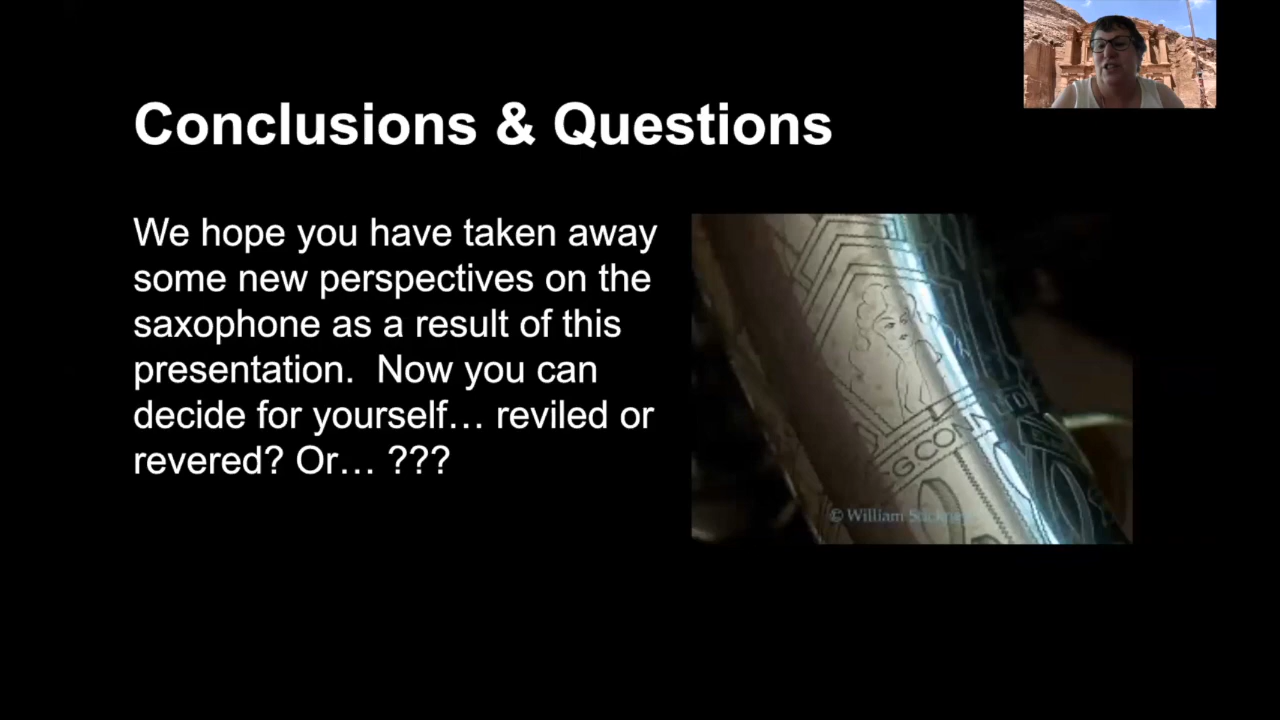 Conclusions & Questions
We hope you have taken away
some new perspectives on the
saxophone as a result of this
presentation.  Now you can
decide for yourself… reviled or
revered? Or… ???
© William